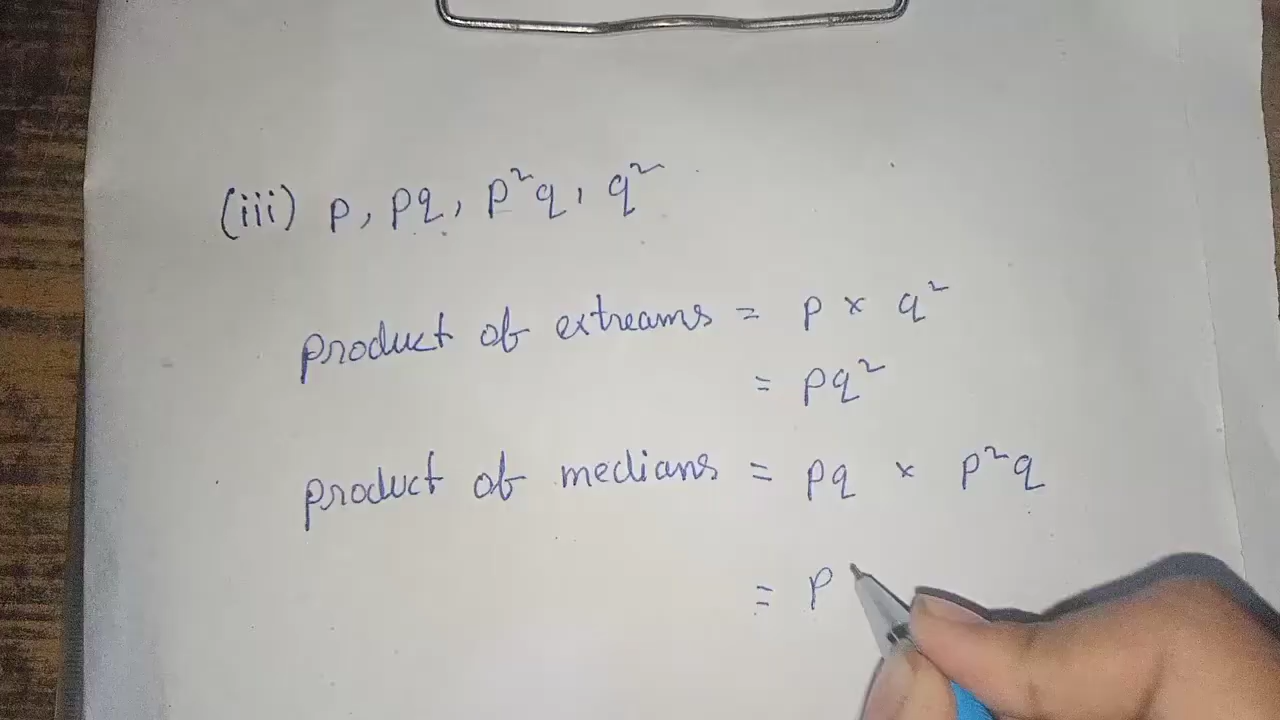 (iii) p, pq, p²q, q²
product of extreams = p × q²
= pq²
product of medians = pq × p²q
= p